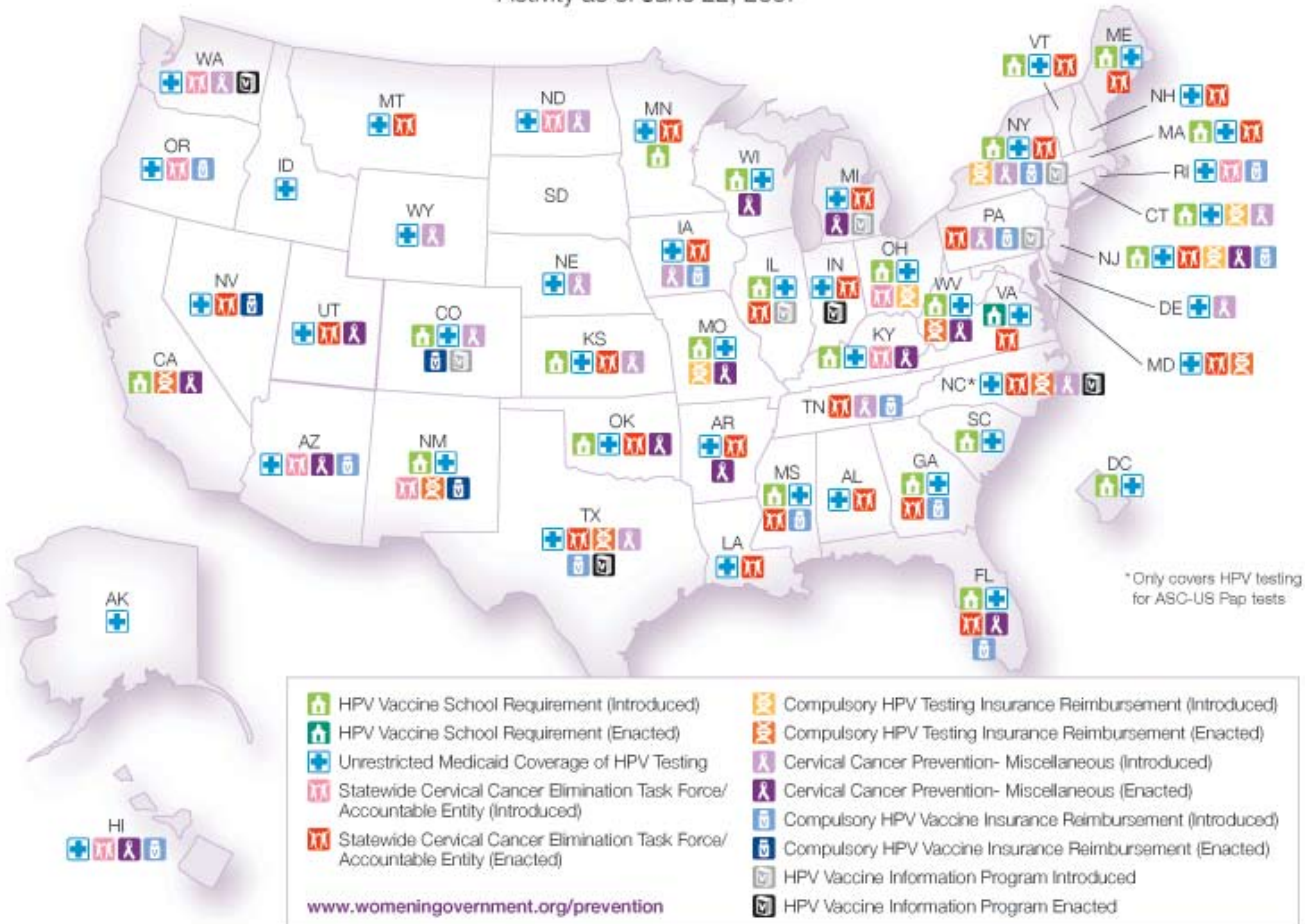 Activity as of June 22, 2007
WA
MT
ND
MN
VT
ME
NH
MA
RI
CT
NJ
DE
MD
OR
ID
WY
SD
WI
MI
NY
PA
NV
UT
CO
NE
IA
IL
IN
OH
WV
VA
CA
KS
MO
KY
NC*
TN
AZ
NM
OK
AR
SC
MS
AL
GA
DC
TX
LA
FL
AK
HI
*Only covers HPV testing
for ASC-US Pap tests
HPV Vaccine School Requirement (Introduced)
HPV Vaccine School Requirement (Enacted)
Unrestricted Medicaid Coverage of HPV Testing
Statewide Cervical Cancer Elimination Task Force/
Accountable Entity (Introduced)
Statewide Cervical Cancer Elimination Task Force/
Accountable Entity (Enacted)
www.womeningovernment.org/prevention
Compulsory HPV Testing Insurance Reimbursement (Introduced)
Compulsory HPV Testing Insurance Reimbursement (Enacted)
Cervical Cancer Prevention- Miscellaneous (Introduced)
Cervical Cancer Prevention- Miscellaneous (Enacted)
Compulsory HPV Vaccine Insurance Reimbursement (Introduced)
Compulsory HPV Vaccine Insurance Reimbursement (Enacted)
HPV Vaccine Information Program Introduced
HPV Vaccine Information Program Enacted